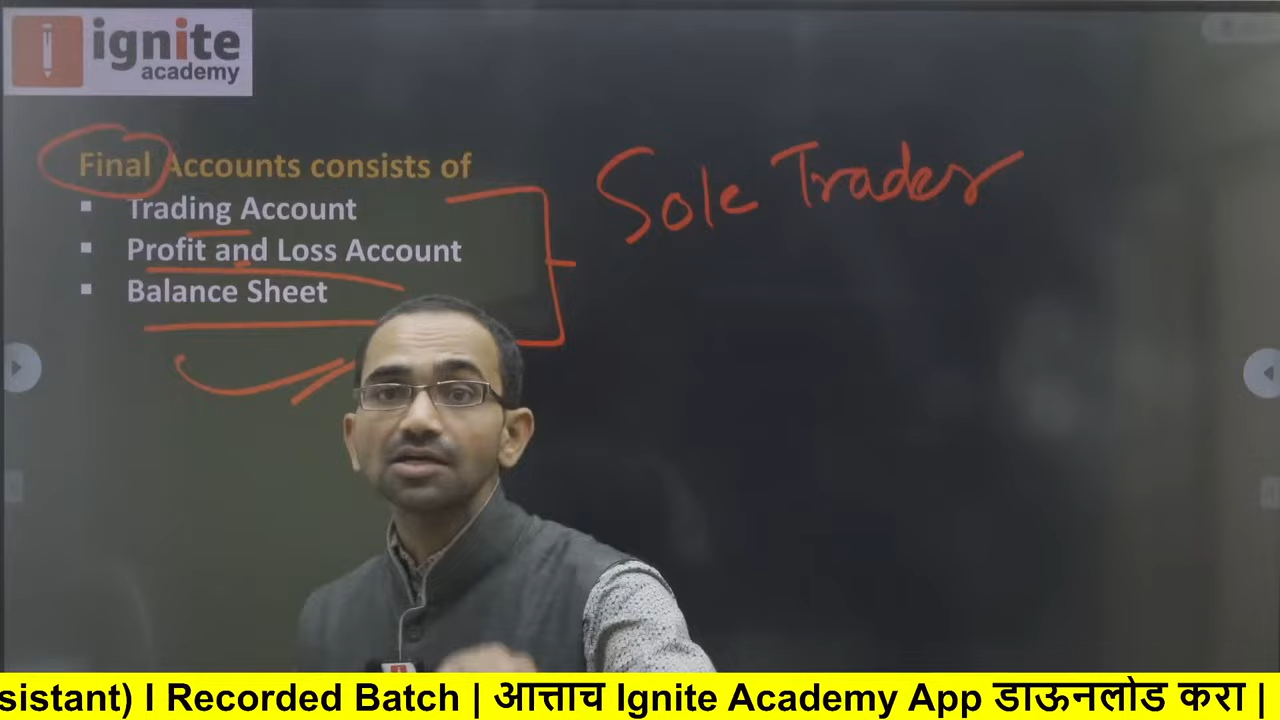 ignite
academy
Final Accounts consists of
▪ Trading Account
▪ Profit and Loss Account
▪ Balance Sheet
Sole Trader
sistant) l Recorded Batch | आत्ताच Ignite Academy App डाऊनलोड करा |